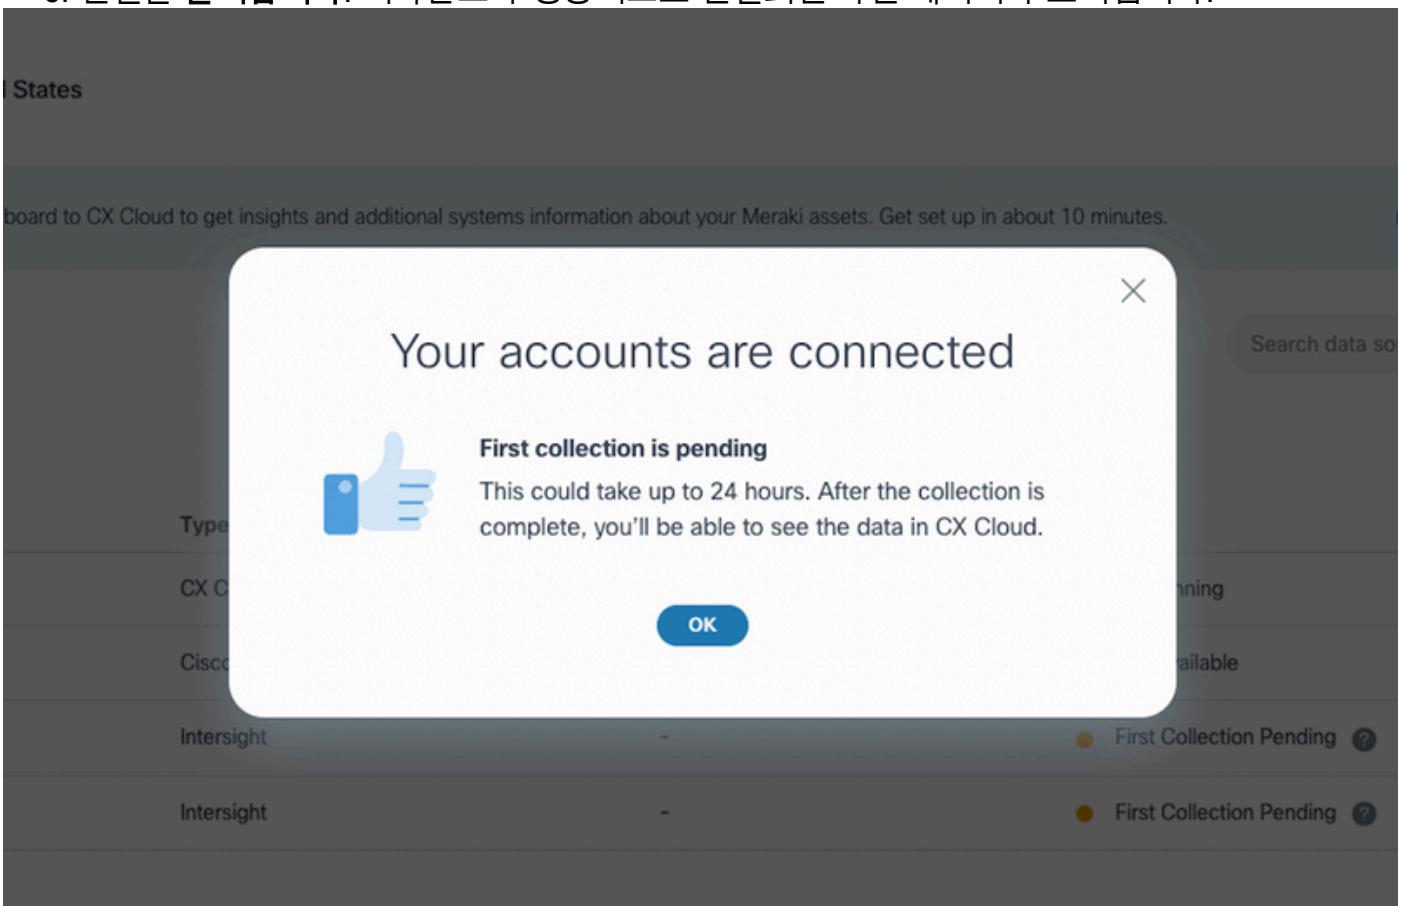 States
board to CX Cloud to get insights and additional systems information about your Meraki assets. Get set up in about 10 minutes.
Search data so
Your accounts are connected
First collection is pending
This could take up to 24 hours. After the collection is
complete, you'll be able to see the data in CX Cloud.
OK
Type
CX C
nning
Cisco
ailable
Intersight - First Collection Pending ?
Intersight - First Collection Pending ?